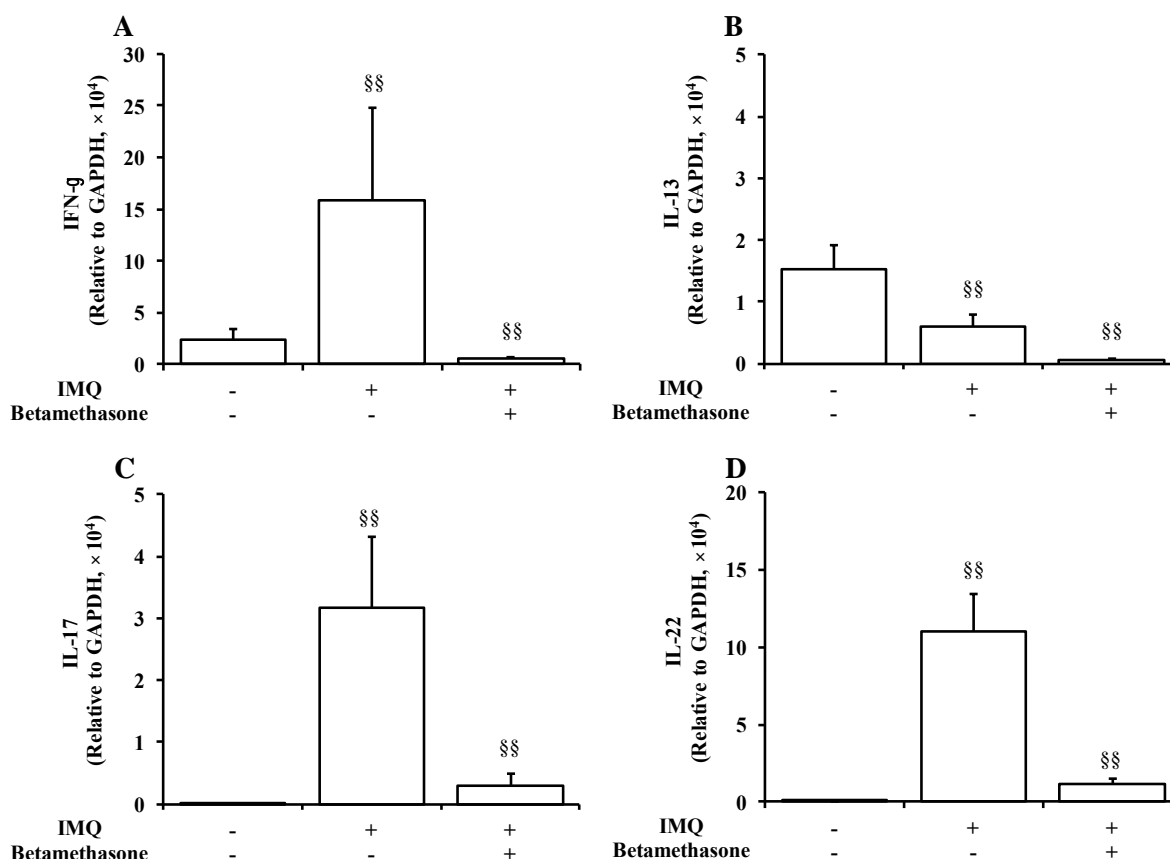 A
30
25
20
15
10
5
0
IFN-g
(Relative to GAPDH, ×10⁴)
§§
§§
IMQ - + +
Betamethasone - - +
B
5
4
3
2
1
0
IL-13
(Relative to GAPDH, ×10⁴)
§§
§§
IMQ - + +
Betamethasone - - +
C
5
4
3
2
1
0
IL-17
(Relative to GAPDH, ×10⁴)
§§
§§
IMQ - + +
Betamethasone - - +
D
20
15
10
5
0
IL-22
(Relative to GAPDH, ×10⁴)
§§
§§
IMQ - + +
Betamethasone - - +